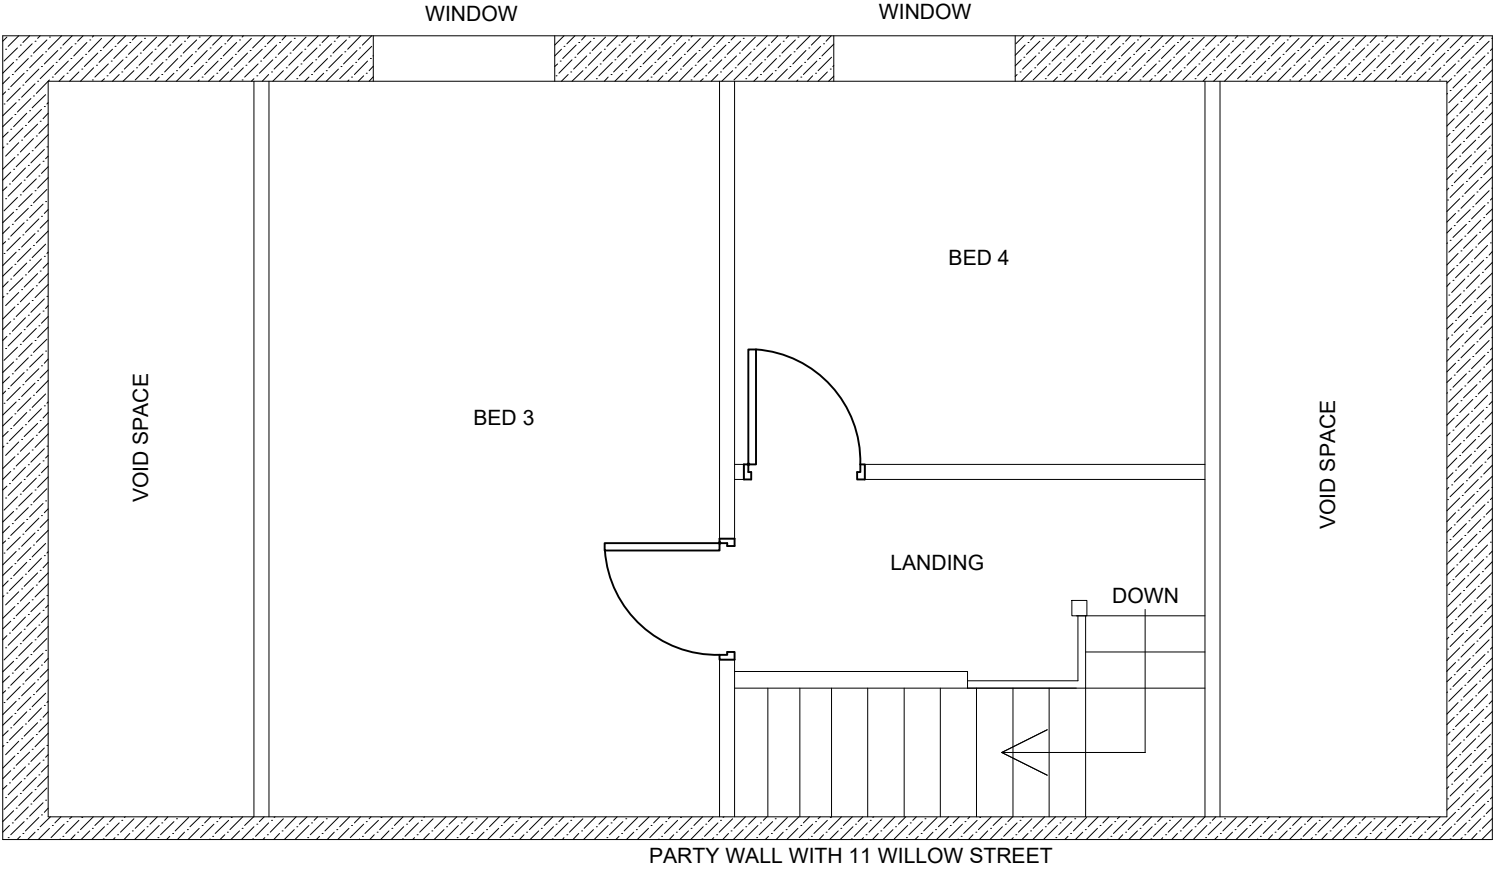 WINDOW
WINDOW
BED 4
VOID SPACE
BED 3
VOID SPACE
LANDING
DOWN
PARTY WALL WITH 11 WILLOW STREET